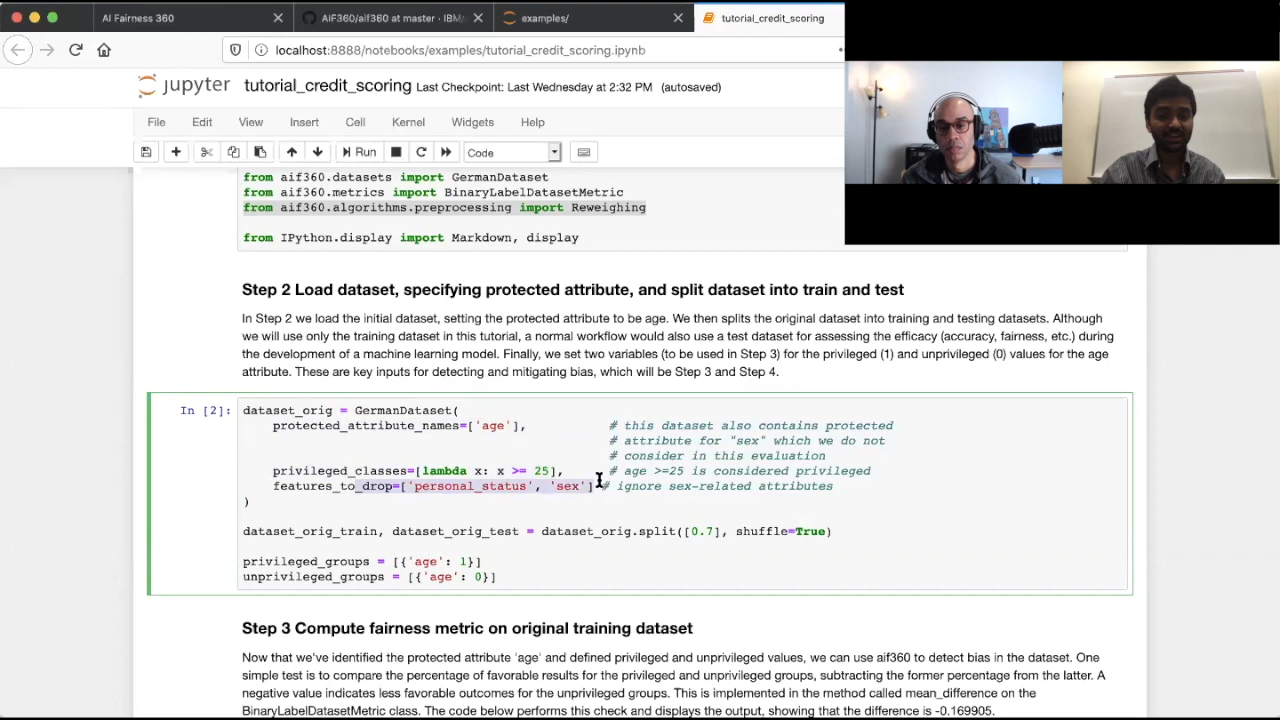 AI Fairness 360
AIF360/aif360 at master · IBM/
examples/
tutorial_credit_scoring
localhost:8888/notebooks/examples/tutorial_credit_scoring.ipynb
jupyter tutorial_credit_scoring Last Checkpoint: Last Wednesday at 2:32 PM (autosaved)
File Edit View Insert Cell Kernel Widgets Help
Run Code
from aif360.datasets import GermanDataset
from aif360.metrics import BinaryLabelDatasetMetric
from aif360.algorithms.preprocessing import Reweighing
from IPython.display import Markdown, display
Step 2 Load dataset, specifying protected attribute, and split dataset into train and test
In Step 2 we load the initial dataset, setting the protected attribute to be age. We then splits the original dataset into training and testing datasets. Although
we will use only the training dataset in this tutorial, a normal workflow would also use a test dataset for assessing the efficacy (accuracy, fairness, etc.) during
the development of a machine learning model. Finally, we set two variables (to be used in Step 3) for the privileged (1) and unprivileged (0) values for the age
attribute. These are key inputs for detecting and mitigating bias, which will be Step 3 and Step 4.
In [2]: dataset_orig = GermanDataset(
protected_attribute_names=['age'], # this dataset also contains protected
# attribute for "sex" which we do not
# consider in this evaluation
privileged_classes=[lambda x: x >= 25], # age >=25 is considered privileged
features_to_drop=['personal_status', 'sex'] # ignore sex-related attributes
)
dataset_orig_train, dataset_orig_test = dataset_orig.split([0.7], shuffle=True)
privileged_groups = [{'age': 1}]
unprivileged_groups = [{'age': 0}]
Step 3 Compute fairness metric on original training dataset
Now that we've identified the protected attribute 'age' and defined privileged and unprivileged values, we can use aif360 to detect bias in the dataset. One
simple test is to compare the percentage of favorable results for the privileged and unprivileged groups, subtracting the former percentage from the latter. A
negative value indicates less favorable outcomes for the unprivileged groups. This is implemented in the method called mean_difference on the
BinaryLabelDatasetMetric class. The code below performs this check and displays the output, showing that the difference is -0.169905.